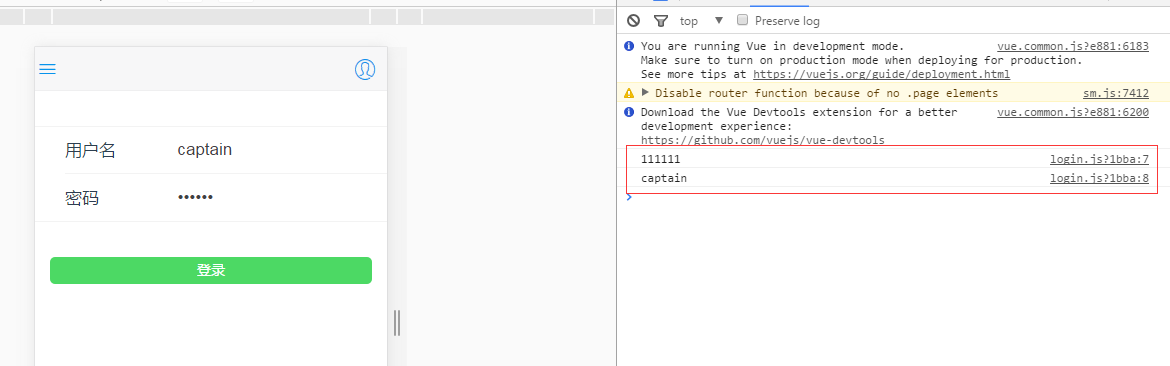 top ▼ Preserve log
You are running Vue in development mode. vue.common.js?e881:6183
Make sure to turn on production mode when deploying for production.
See more tips at https://vuejs.org/guide/deployment.html
Disable router function because of no .page elements sm.js:7412
Download the Vue Devtools extension for a better vue.common.js?e881:6200
development experience:
https://github.com/vuejs/vue-devtools
111111 login.js?1bba:7
captain login.js?1bba:8
用户名 captain
密码 ••••••
登录